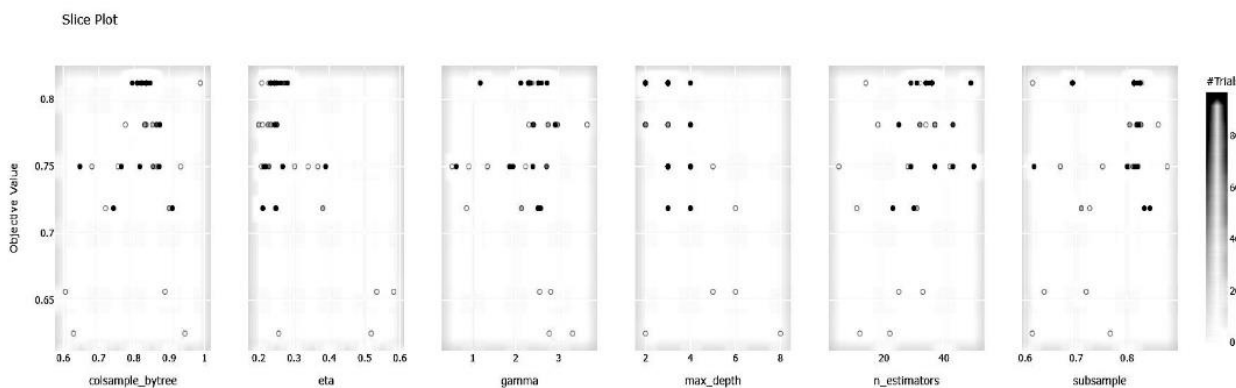 Slice Plot
#Trials
Objective Value
0.8
0.75
0.7
0.65
0.6 0.7 0.8 0.9 1
0.2 0.3 0.4 0.5 0.6
1 2 3
2 4 6 8
20 40
0.6 0.7 0.8
colsample_bytree eta gamma max_depth n_estimators subsample
80
60
40
20
0